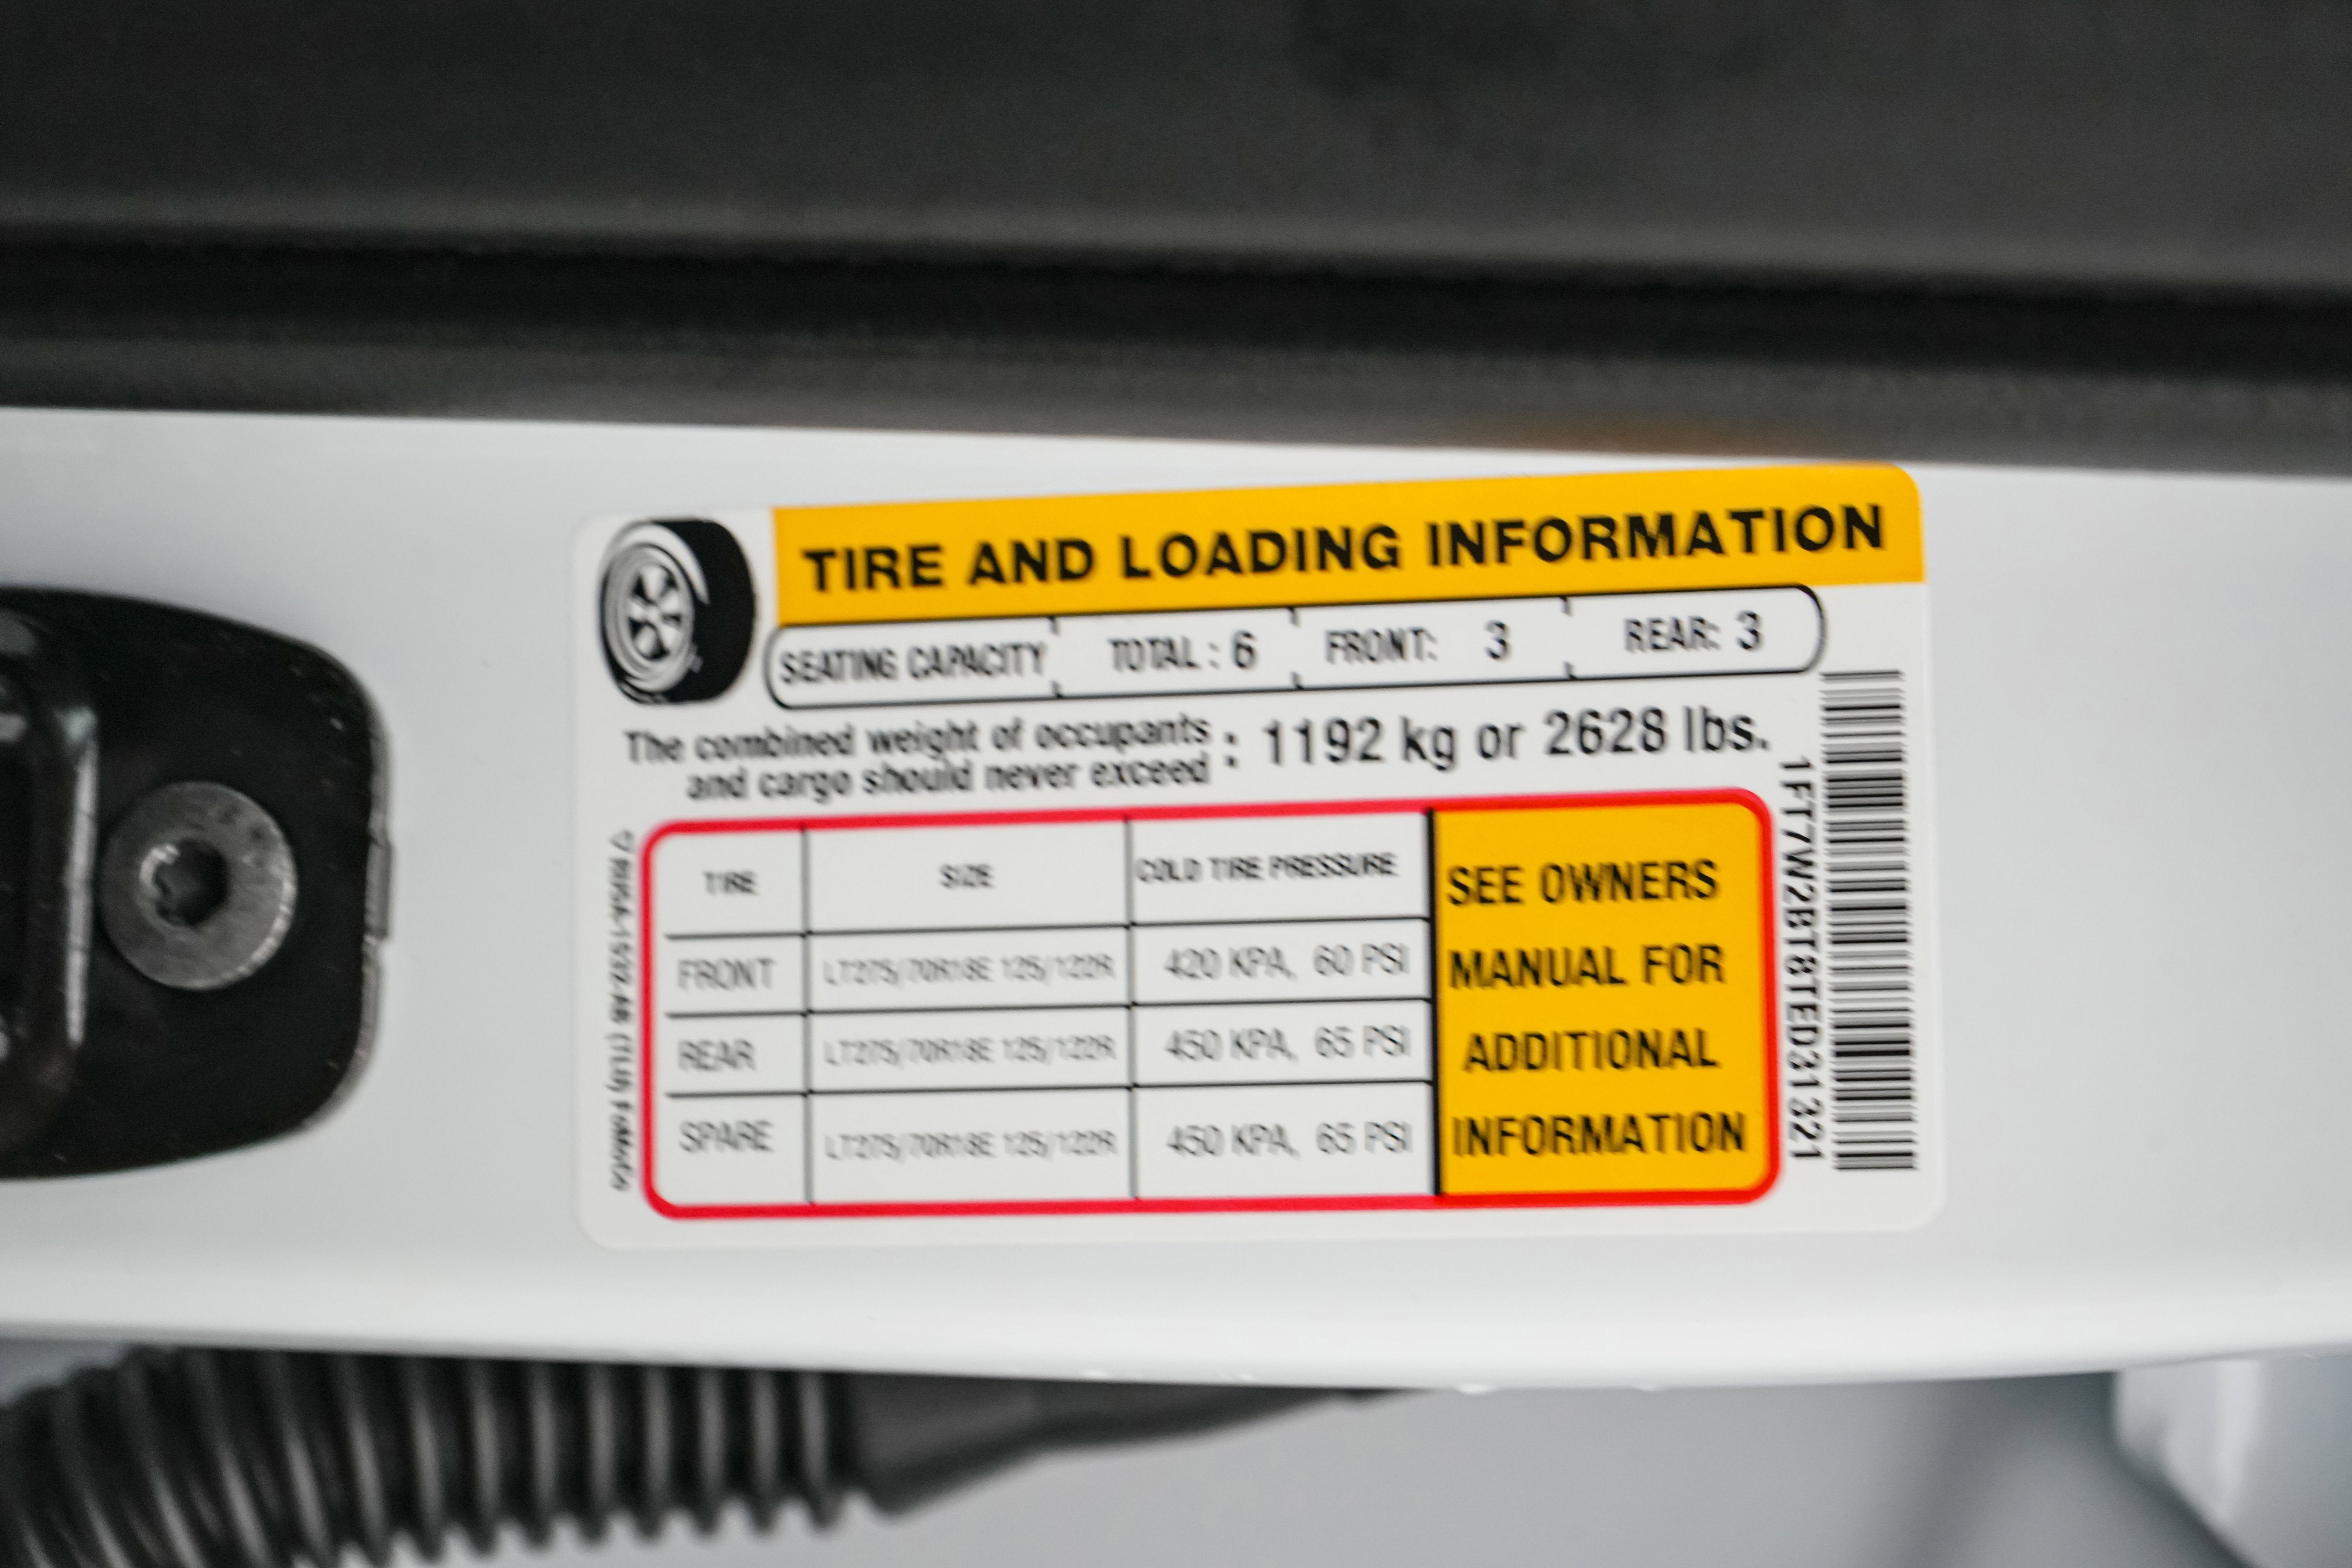 TIRE AND LOADING INFORMATION
SEATING CAPACITY TOTAL : 6 FRONT: 3 REAR: 3
The combined weight of occupants
and cargo should never exceed : 1192 kg or 2628 lbs.
TIRE SIZE COLD TIRE PRESSURE
FRONT LT275/70R18E 125/122R 420 KPA, 60 PSI
REAR LT275/70R18E 125/122R 450 KPA, 65 PSI
SPARE LT275/70R18E 125/122R 450 KPA, 65 PSI
SEE OWNERS
MANUAL FOR
ADDITIONAL
INFORMATION
1FT7W2BT8TED31321